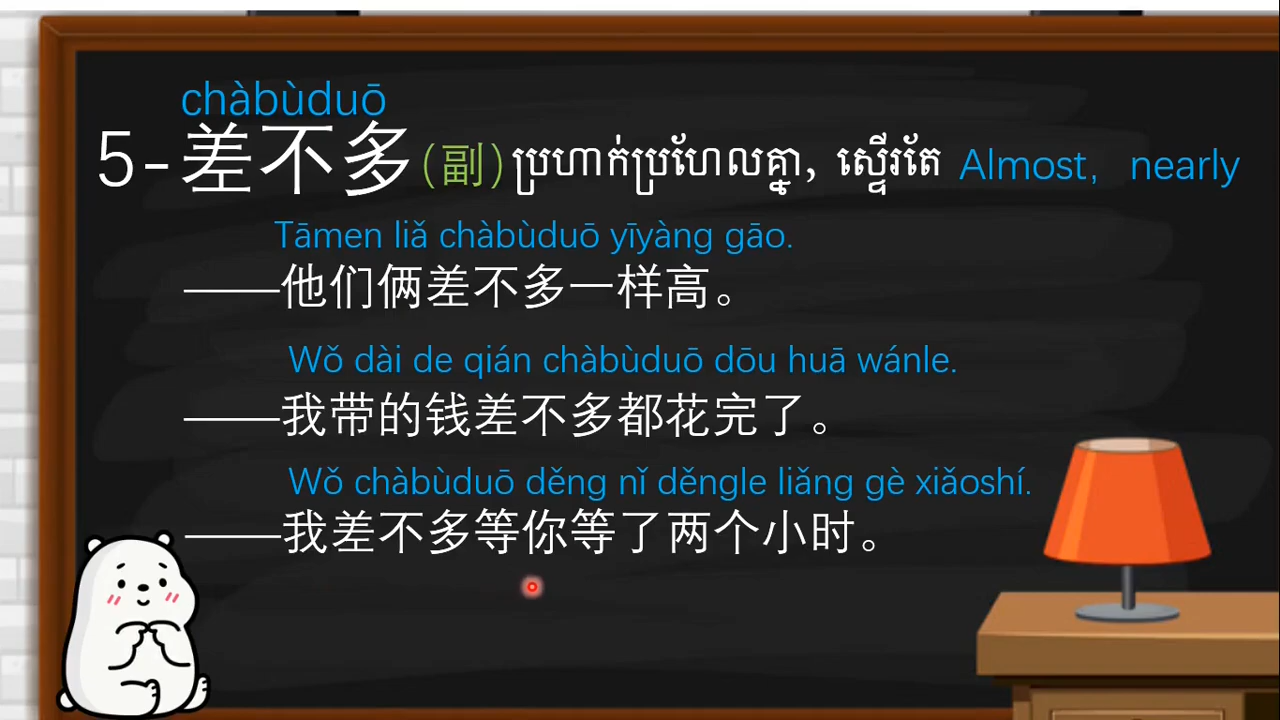 chàbùduō
5-差不多(副)ប្រហាក់ប្រហែលគ្នា, ស្ទើរតែ Almost, nearly
Tāmen liǎ chàbùduō yīyàng gāo.
——他们俩差不多一样高。
Wǒ dài de qián chàbùduō dōu huā wánle.
——我带的钱差不多都花完了。
Wǒ chàbùduō děng nǐ děngle liǎng gè xiǎoshí.
——我差不多等你等了两个小时。